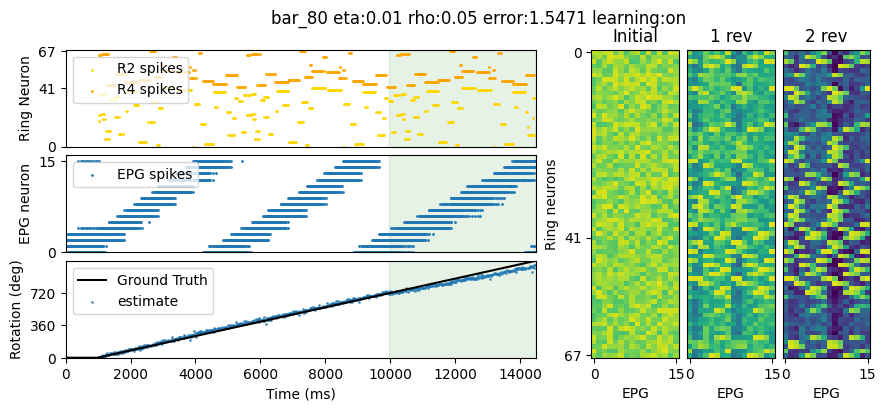 bar_80 eta:0.01 rho:0.05 error:1.5471 learning:on
Initial
1 rev
2 rev
Ring Neuron
67
41
0
R2 spikes
R4 spikes
EPG neuron
15
0
EPG spikes
Rotation (deg)
720
360
0
Ground Truth
estimate
0
2000
4000
6000
8000
10000
12000
14000
Time (ms)
Ring neurons
0
41
67
0
15
0
15
0
15
EPG
EPG
EPG